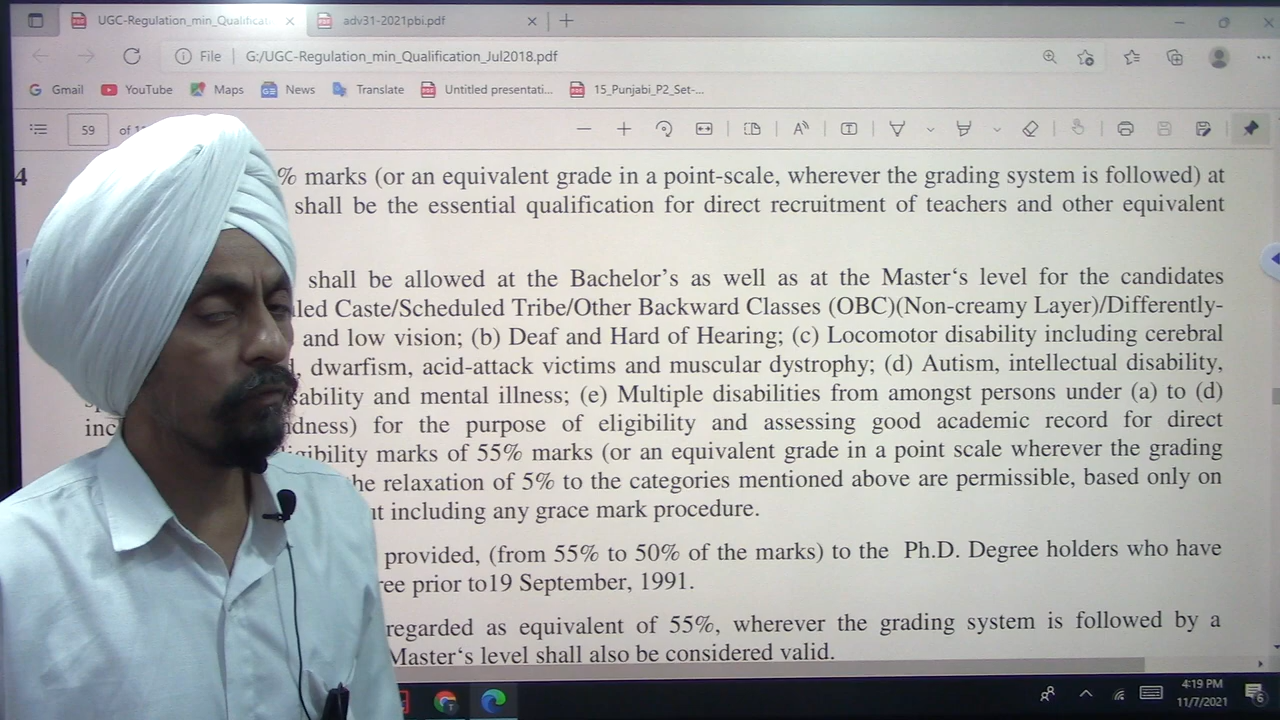 UGC-Regulation_min_Qualificat
adv31-2021pbi.pdf
File
G:/UGC-Regulation_min_Qualification_Jul2018.pdf
Gmail
YouTube
Maps
News
Translate
Untitled presentati...
15_Punjabi_P2_Set-...
59
of
4
% marks (or an equivalent grade in a point-scale, wherever the grading system is followed) at
shall be the essential qualification for direct recruitment of teachers and other equivalent
shall be allowed at the Bachelor's as well as at the Master's level for the candidates
led Caste/Scheduled Tribe/Other Backward Classes (OBC)(Non-creamy Layer)/Differently-
and low vision; (b) Deaf and Hard of Hearing; (c) Locomotor disability including cerebral
, dwarfism, acid-attack victims and muscular dystrophy; (d) Autism, intellectual disability,
sability and mental illness; (e) Multiple disabilities from amongst persons under (a) to (d)
inc dness) for the purpose of eligibility and assessing good academic record for direct
ligibility marks of 55% marks (or an equivalent grade in a point scale wherever the grading
he relaxation of 5% to the categories mentioned above are permissible, based only on
t including any grace mark procedure.
provided, (from 55% to 50% of the marks) to the Ph.D. Degree holders who have
ree prior to19 September, 1991.
regarded as equivalent of 55%, wherever the grading system is followed by a
Master's level shall also be considered valid.
4:19 PM
11/7/2021
6